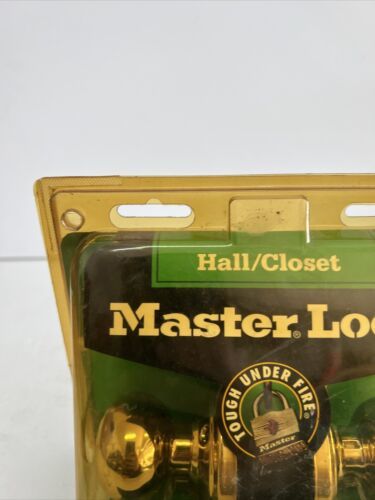 Hall/Closet
Master® Loc
TOUGH UNDER FIRE®
Master